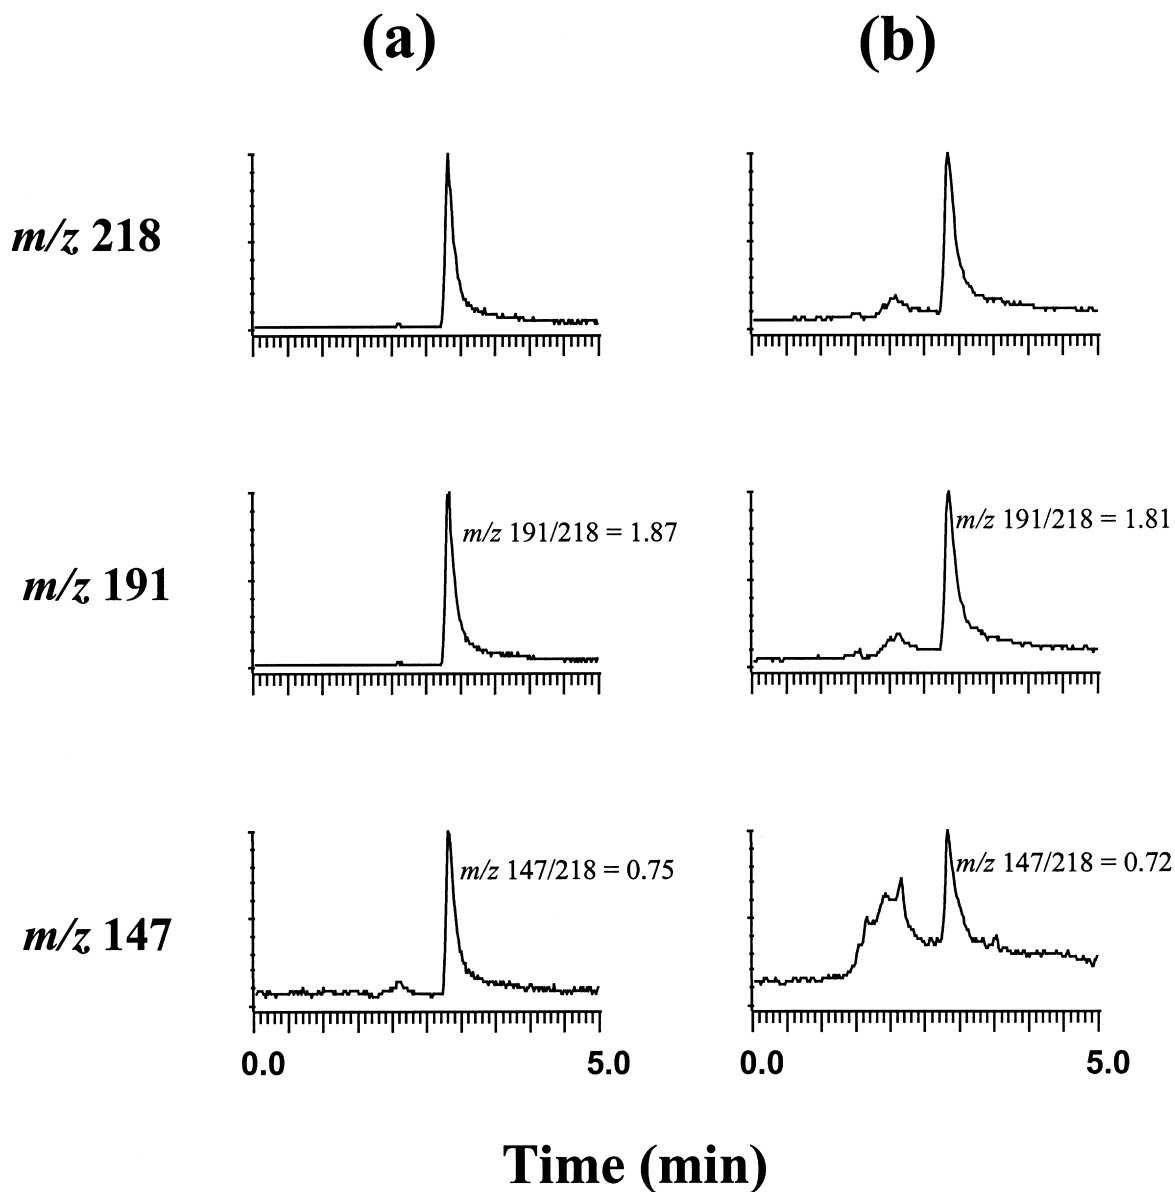 (a) (b)
m/z 218
m/z 191
m/z 191/218 = 1.87
m/z 191/218 = 1.81
m/z 147
m/z 147/218 = 0.75
m/z 147/218 = 0.72
0.0 5.0 0.0 5.0
Time (min)